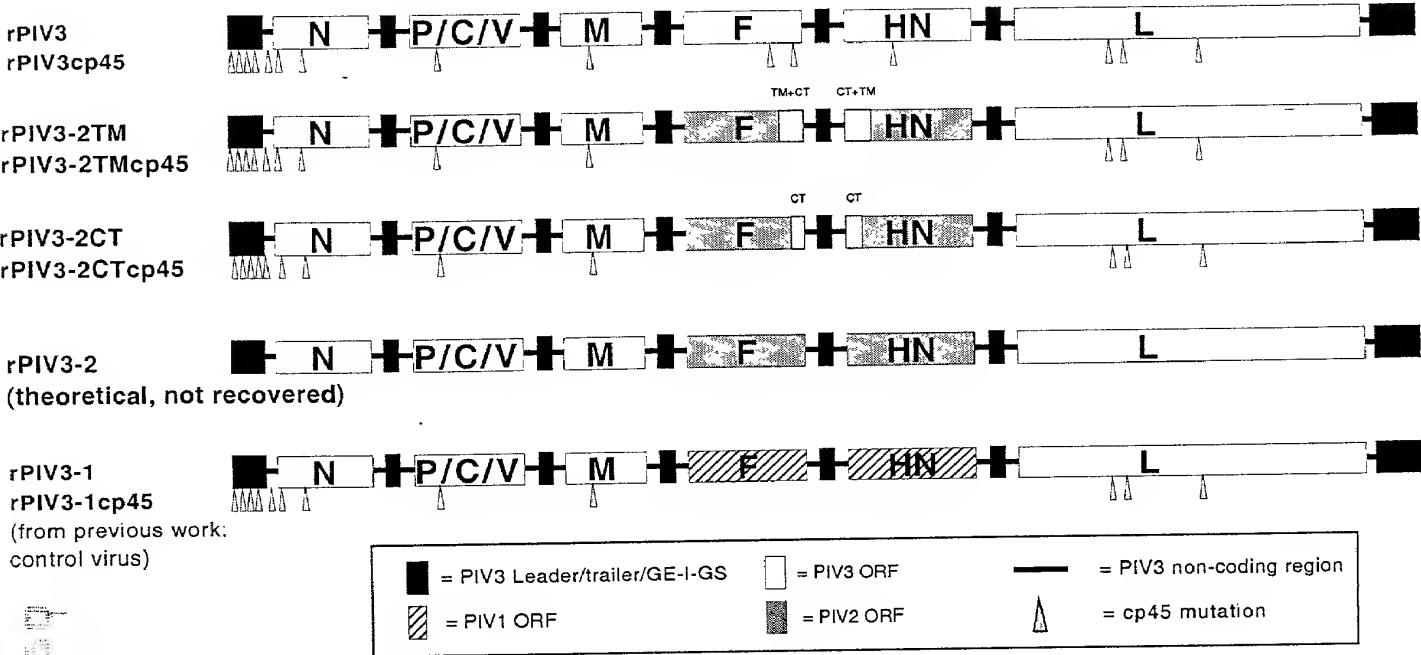 rPIV3 N P/C/V M F HN L
rPIV3cp45
TM+CT CT+TM
rPIV3-2TM N P/C/V M F HN L
rPIV3-2TMcp45
CT CT
rPIV3-2CT N P/C/V M F HN L
rPIV3-2CTcp45
rPIV3-2 N P/C/V M F HN L
(theoretical, not recovered)
rPIV3-1 N P/C/V M F HN L
rPIV3-1cp45
(from previous work:
control virus)
= PIV3 Leader/trailer/GE-I-GS = PIV3 ORF = PIV3 non-coding region
= PIV1 ORF = PIV2 ORF = cp45 mutation